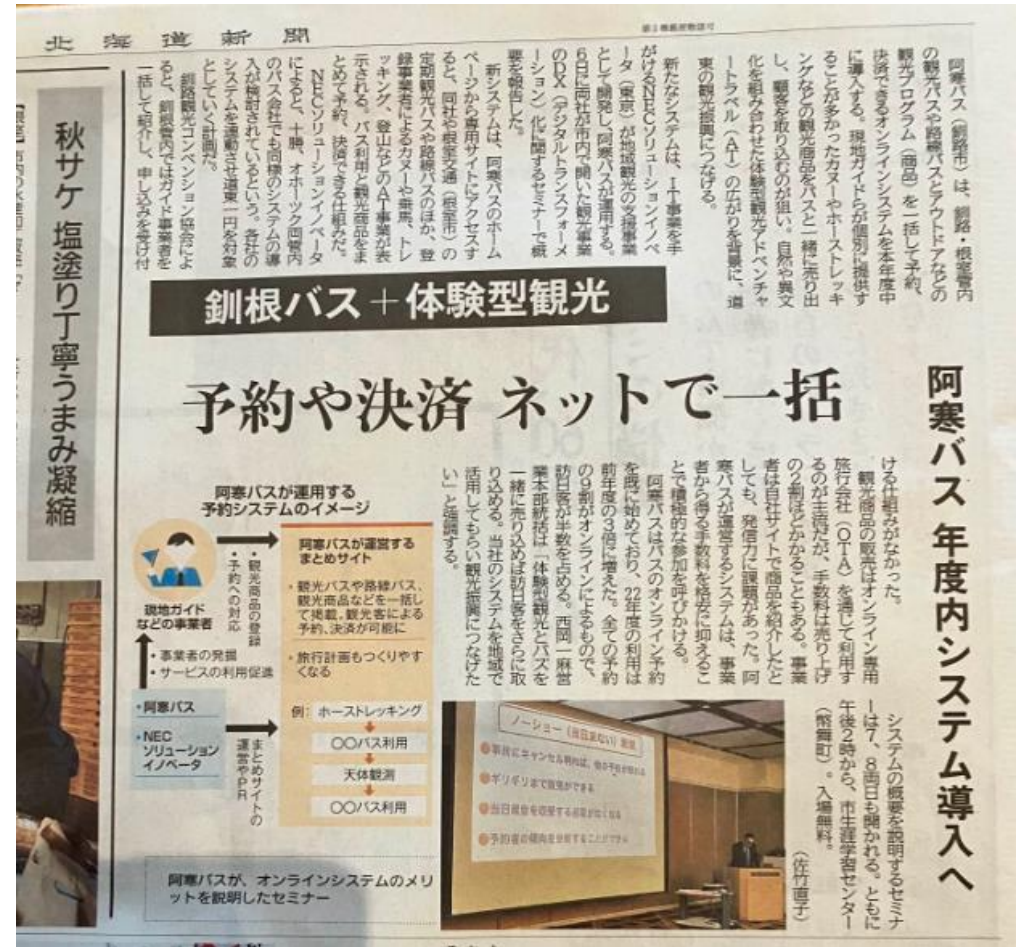 北海道新聞
第3種郵便物認可
釧根バス＋体験型観光
予約や決済 ネットで一括
阿寒バス 年度内システム導入へ
阿寒バス（釧路市）は、釧路・根室管内
の観光バスや路線バスとアウトドアなどの
観光プログラム（商品）を一括して予約、
決済できるオンラインシステムを本年度中
に導入する。現地ガイドらが個別に提供す
ることが多かったカヌーやホーストレッキ
ングなどの観光商品をバスと一緒に売り出
し、顧客を取り込むのが狙い。自然や異文
化を組み合わせた体験型観光アドベンチャ
ートラベル（AT）の広がりを背景に、道
東の観光振興につなげる。
新たなシステムは、IT事業を手
がけるNECソリューションイノベ
ータ（東京）が地域観光の支援事業
として開発し、阿寒バスが運用する。
6日に両社が市内で開いた観光事業
のDX（デジタルトランスフォーメ
ーション）化に関するセミナーで概
要を報告した。
新システムは、阿寒バスのホーム
ページから専用サイトにアクセスす
ると、同社や根室交通（根室市）の
定期観光バスや路線バスのほか、登
録事業者によるカヌーや乗馬、トレ
ッキング、登山などのAT事業が表
示される。バス利用と観光商品をま
とめて予約、決済できる仕組みだ。
NECソリューションイノベータ
によると、十勝、オホーツク管内
のバス会社でも同様のシステムの導
入が検討されているという。各社の
システムを連動させ道東一円を対象
としていく計画だ。
釧路観光コンベンション協会によ
ると、釧根管内ではガイド事業者を
一括して紹介し、申し込みを受け付
ける仕組みがなかった。
観光商品の販売はオンライン専用
旅行会社（OTA）を通じて利用す
るのが主流だが、手数料は売り上げ
の2割ほどかかることもある。事業
者は自社サイトで商品を紹介したと
しても、発信力に課題があった。阿
寒バスが運営するシステムは、事業
者から得る手数料を格安に抑えるこ
とで積極的な参加を呼びかける。
阿寒バスはバスのオンライン予約
を既に始めており、22年度の利用は
前年度の3倍に増えた。全ての予約
の9割がオンラインによるもので、
訪日客が半数を占める。西岡一麻営
業本部統括は「体験型観光とバスを
一緒に売り込めば訪日客をさらに取
り込める。当社のシステムを地域で
活用してもらい観光振興につなげた
い」と強調する。
システムの概要を説明するセミナ
ーは7、8両日も開かれる。ともに
午後2時から、市生涯学習センター
（幣舞町）。入場無料。
（佐竹直子）
阿寒バスが運用する
予約システムのイメージ
現地ガイド
などの事業者
・観光商品の登録
・予約への対応
阿寒バスが運営する
まとめサイト
・観光バスや路線バス、
観光商品などを一括し
て掲載、観光客による
予約、決済が可能に
・旅行計画もつくりやす
くなる
例：ホーストレッキング
〇〇バス利用
天体観測
〇〇バス利用
・事業者の発掘
・サービスの利用促進
・阿寒バス
・NEC
ソリューション
イノベータ
まとめサイトの
運営やPR
ノーショー（当日来ない）
ギリギリまで販売ができる
阿寒バスが、オンラインシステムのメリ
ットを説明したセミナー
秋サケ 塩塗り丁寧うまみ凝縮